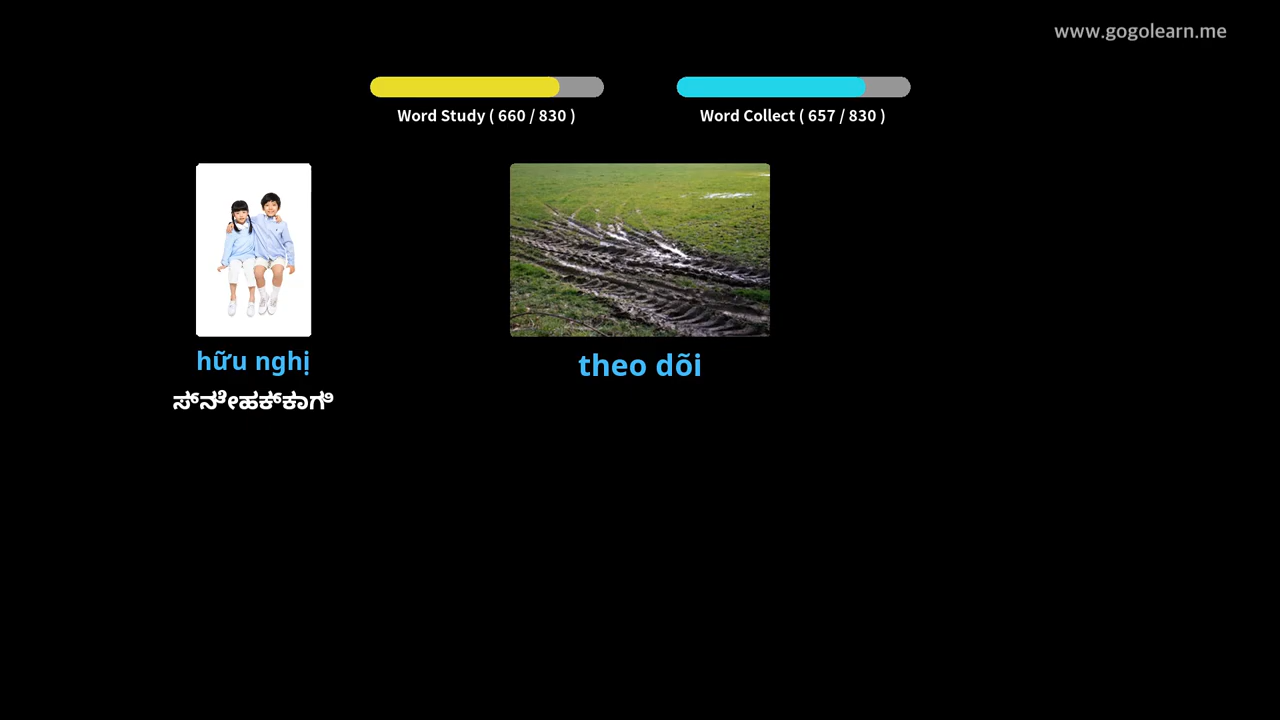 www.gogolearn.me
Word Study ( 660 / 830 )
Word Collect ( 657 / 830 )
hữu nghị
theo dõi
ಸ್ನೇಹಕ್ಕಾಗಿ